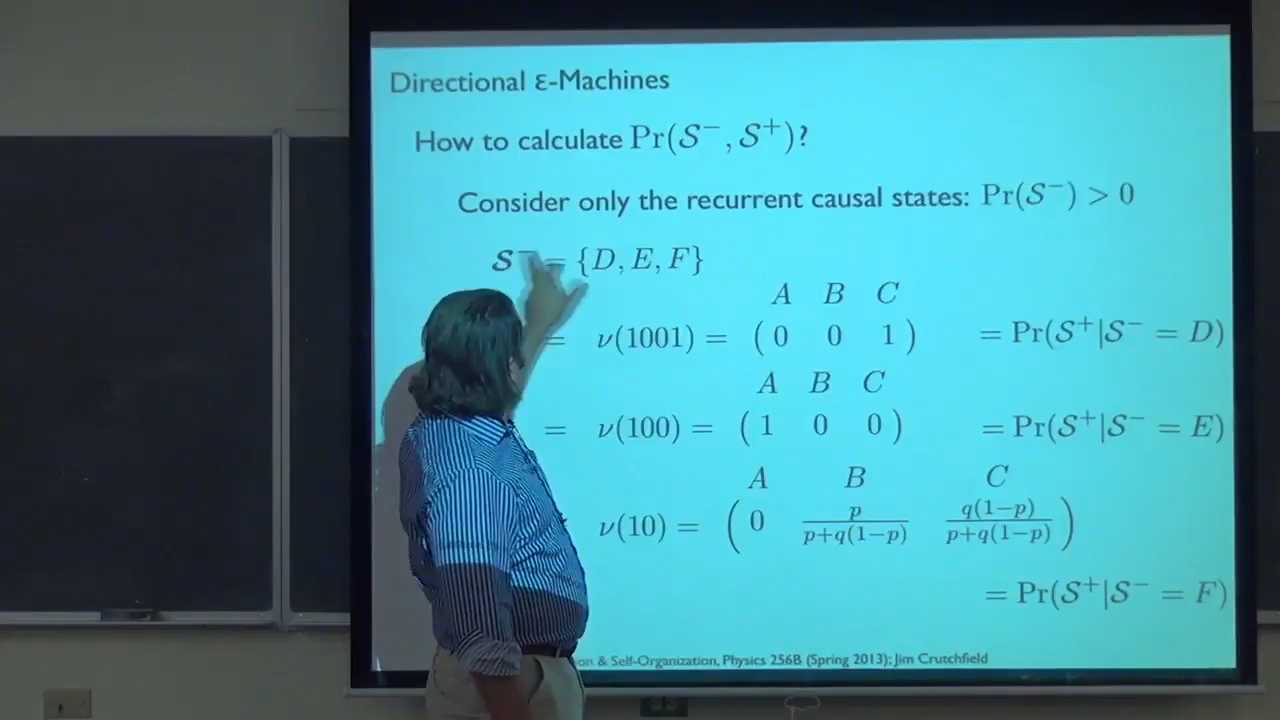 Directional ε-Machines
How to calculate Pr(𝒮⁻, 𝒮⁺)?
Consider only the recurrent causal states: Pr(𝒮⁻) > 0
𝓢⁻ = {D, E, F}
A B C
= ν(1001) = ( 0 0 1 ) = Pr(𝒮⁺|𝒮⁻ = D)
A B C
= ν(100) = ( 1 0 0 ) = Pr(𝒮⁺|𝒮⁻ = E)
A B C
ν(10) = ( 0 p/(p+q(1−p)) q(1−p)/(p+q(1−p)) )
= Pr(𝒮⁺|𝒮⁻ = F)
& Self-Organization, Physics 256B (Spring 2013); Jim Crutchfield